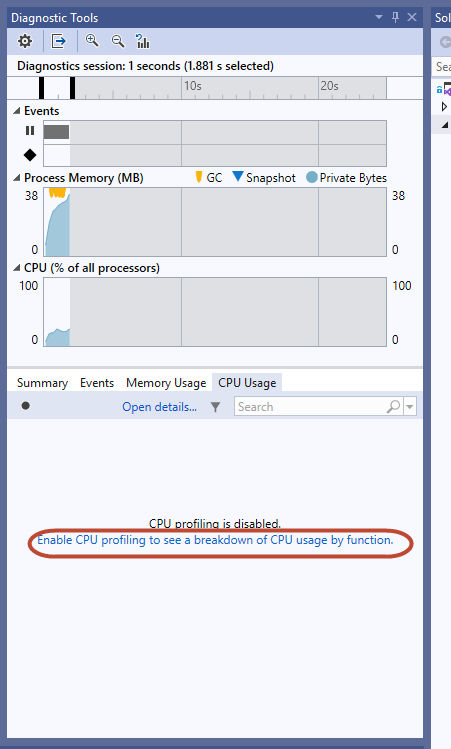 Diagnostic Tools
Diagnostics session: 1 seconds (1.881 s selected)
10s 20s
Events
Process Memory (MB) GC Snapshot Private Bytes
38 38
0 0
CPU (% of all processors)
100 100
0 0
Summary Events Memory Usage CPU Usage
Open details... Search
CPU profiling is disabled.
Enable CPU profiling to see a breakdown of CPU usage by function.
Sol
Sea